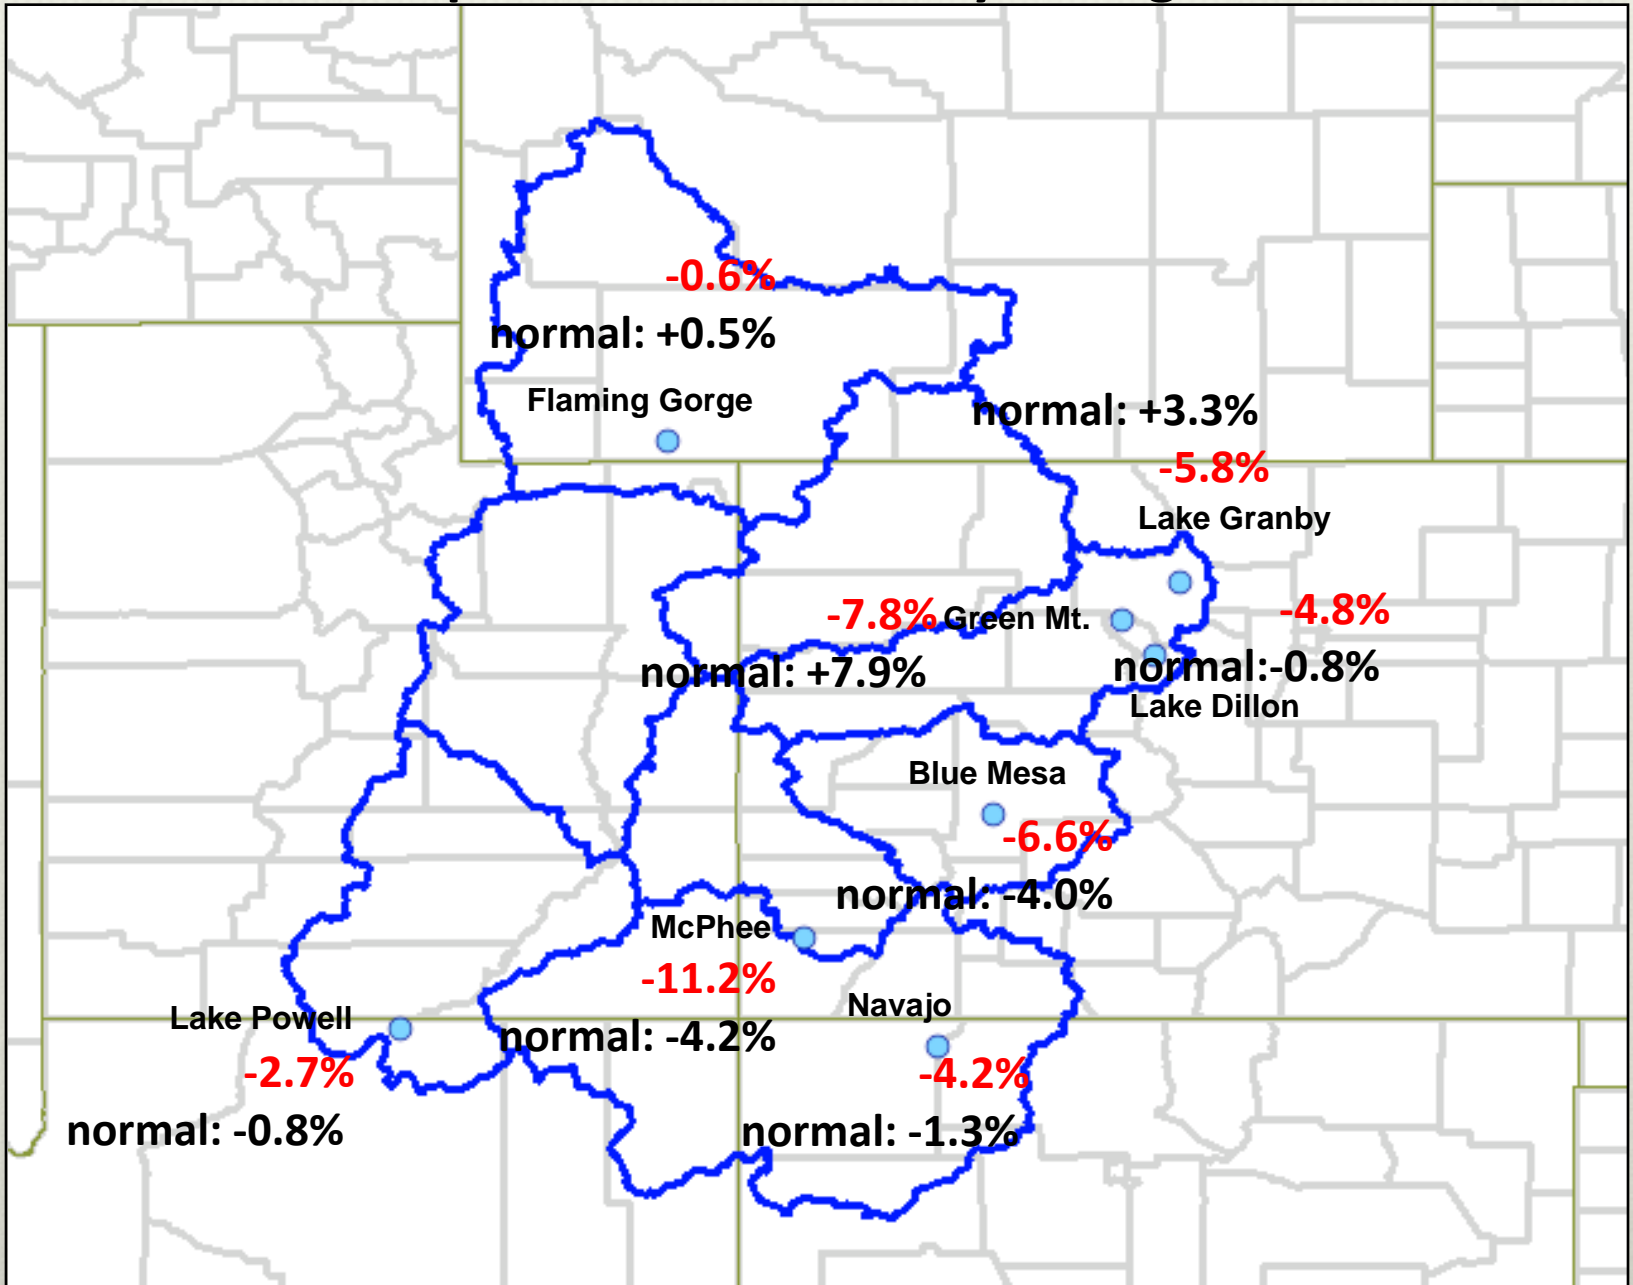 -0.6%
normal: +0.5%
Flaming Gorge
normal: +3.3%
-5.8%
Lake Granby
-7.8%
Green Mt.
-4.8%
normal: +7.9%
normal:-0.8%
Lake Dillon
Blue Mesa
-6.6%
normal: -4.0%
McPhee
-11.2%
normal: -4.2%
Navajo
-4.2%
normal: -1.3%
Lake Powell
-2.7%
normal: -0.8%